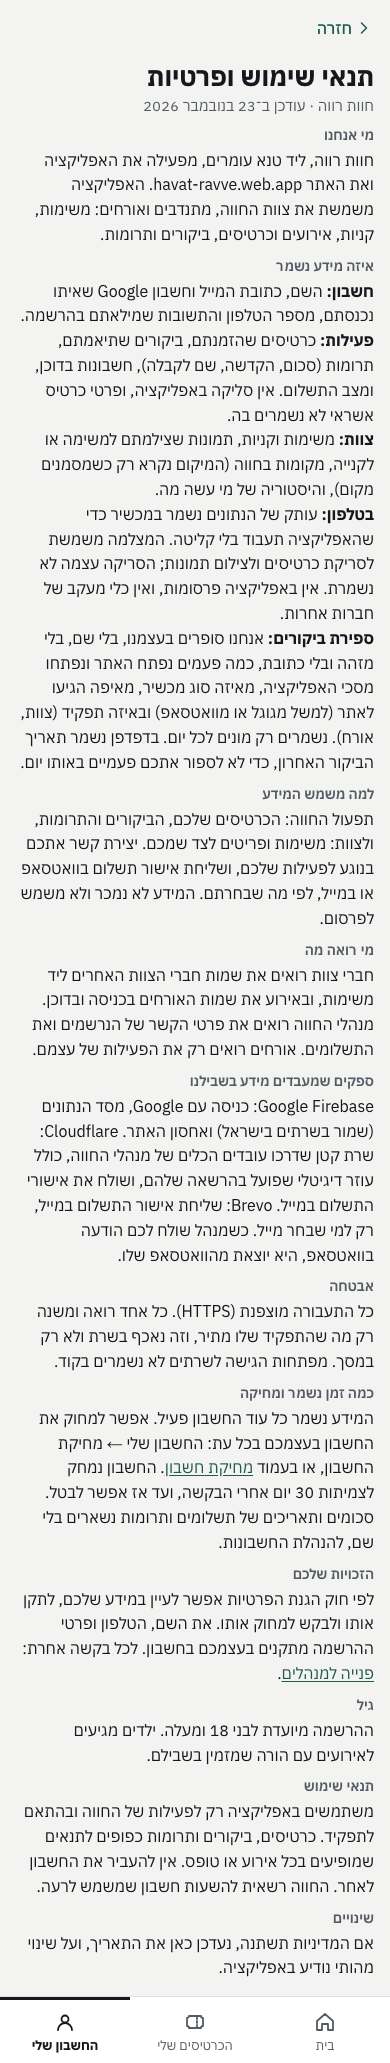 חזרה
תנאי שימוש ופרטיות
חוות רווה · עודכן ב־23 בנובמבר 2026
מי אנחנו
חוות רווה, ליד טנא עומרים, מפעילה את האפליקציה
ואת האתר havat-ravve.web.app. האפליקציה
משמשת את צוות החווה, מתנדבים ואורחים: משימות,
קניות, אירועים וכרטיסים, ביקורים ותרומות.
איזה מידע נשמר
חשבון: השם, כתובת המייל וחשבון Google שאיתו
נכנסתם, מספר הטלפון והתשובות שמילאתם בהרשמה.
פעילות: כרטיסים שהזמנתם, ביקורים שתיאמתם,
תרומות (סכום, הקדשה, שם לקבלה), חשבונות בדוכן,
ומצב התשלום. אין סליקה באפליקציה, ופרטי כרטיס
אשראי לא נשמרים בה.
צוות: משימות וקניות, תמונות שצילמתם למשימה או
לקנייה, מקומות בחווה (המיקום נקרא רק כשמסמנים
מקום), והיסטוריה של מי עשה מה.
בטלפון: עותק של הנתונים נשמר במכשיר כדי
שהאפליקציה תעבוד בלי קליטה. המצלמה משמשת
לסריקת כרטיסים ולצילום תמונות; הסריקה עצמה לא
נשמרת. אין באפליקציה פרסומות, ואין כלי מעקב של
חברות אחרות.
ספירת ביקורים: אנחנו סופרים בעצמנו, בלי שם, בלי
מזהה ובלי כתובת, כמה פעמים נפתח האתר ונפתחו
מסכי האפליקציה, מאיזה סוג מכשיר, מאיפה הגיעו
לאתר (למשל מגוגל או מוואטסאפ) ובאיזה תפקיד (צוות,
אורח). נשמרים רק מונים לכל יום. בדפדפן נשמר תאריך
הביקור האחרון, כדי לא לספור אתכם פעמיים באותו יום.
למה משמש המידע
תפעול החווה: הכרטיסים שלכם, הביקורים והתרומות,
ולצוות: משימות ופריטים לצד שמכם. יצירת קשר אתכם
בנוגע לפעילות שלכם, ושליחת אישור תשלום בוואטסאפ
או במייל, לפי מה שבחרתם. המידע לא נמכר ולא משמש
לפרסום.
מי רואה מה
חברי צוות רואים את שמות חברי הצוות האחרים ליד
משימות, ובאירוע את שמות האורחים בכניסה ובדוכן.
מנהלי החווה רואים את פרטי הקשר של הנרשמים ואת
התשלומים. אורחים רואים רק את הפעילות של עצמם.
ספקים שמעבדים מידע בשבילנו
Google Firebase: כניסה עם Google, מסד הנתונים
(שמור בשרתים בישראל) ואחסון האתר. Cloudflare:
שרת קטן שדרכו עובדים הכלים של מנהלי החווה, כולל
עוזר דיגיטלי שפועל בהרשאה שלהם, ושולח את אישורי
התשלום במייל. Brevo: שליחת אישור התשלום במייל,
רק למי שבחר מייל. כשמנהל שולח לכם הודעה
בוואטסאפ, היא יוצאת מהוואטסאפ שלו.
אבטחה
כל התעבורה מוצפנת (HTTPS). כל אחד רואה ומשנה
רק מה שהתפקיד שלו מתיר, וזה נאכף בשרת ולא רק
במסך. מפתחות הגישה לשרתים לא נשמרים בקוד.
כמה זמן נשמר ומחיקה
המידע נשמר כל עוד החשבון פעיל. אפשר למחוק את
החשבון בעצמכם בכל עת: החשבון שלי ← מחיקת
החשבון, או בעמוד מחיקת חשבון. החשבון נמחק
לצמיתות 30 יום אחרי הבקשה, ועד אז אפשר לבטל.
סכומים ותאריכים של תשלומים ותרומות נשארים בלי
שם, להנהלת החשבונות.
הזכויות שלכם
לפי חוק הגנת הפרטיות אפשר לעיין במידע שלכם, לתקן
אותו ולבקש למחוק אותו. את השם, הטלפון ופרטי
ההרשמה מתקנים בעצמכם בחשבון. לכל בקשה אחרת:
פנייה למנהלים.
גיל
ההרשמה מיועדת לבני 18 ומעלה. ילדים מגיעים
לאירועים עם הורה שמזמין בשבילם.
תנאי שימוש
משתמשים באפליקציה רק לפעילות של החווה ובהתאם
לתפקיד. כרטיסים, ביקורים ותרומות כפופים לתנאים
שמופיעים בכל אירוע או טופס. אין להעביר את החשבון
לאחר. החווה רשאית להשעות חשבון שמשמש לרעה.
שינויים
אם המדיניות תשתנה, נעדכן כאן את התאריך, ועל שינוי
מהותי נודיע באפליקציה.
בית
הכרטיסים שלי
החשבון שלי